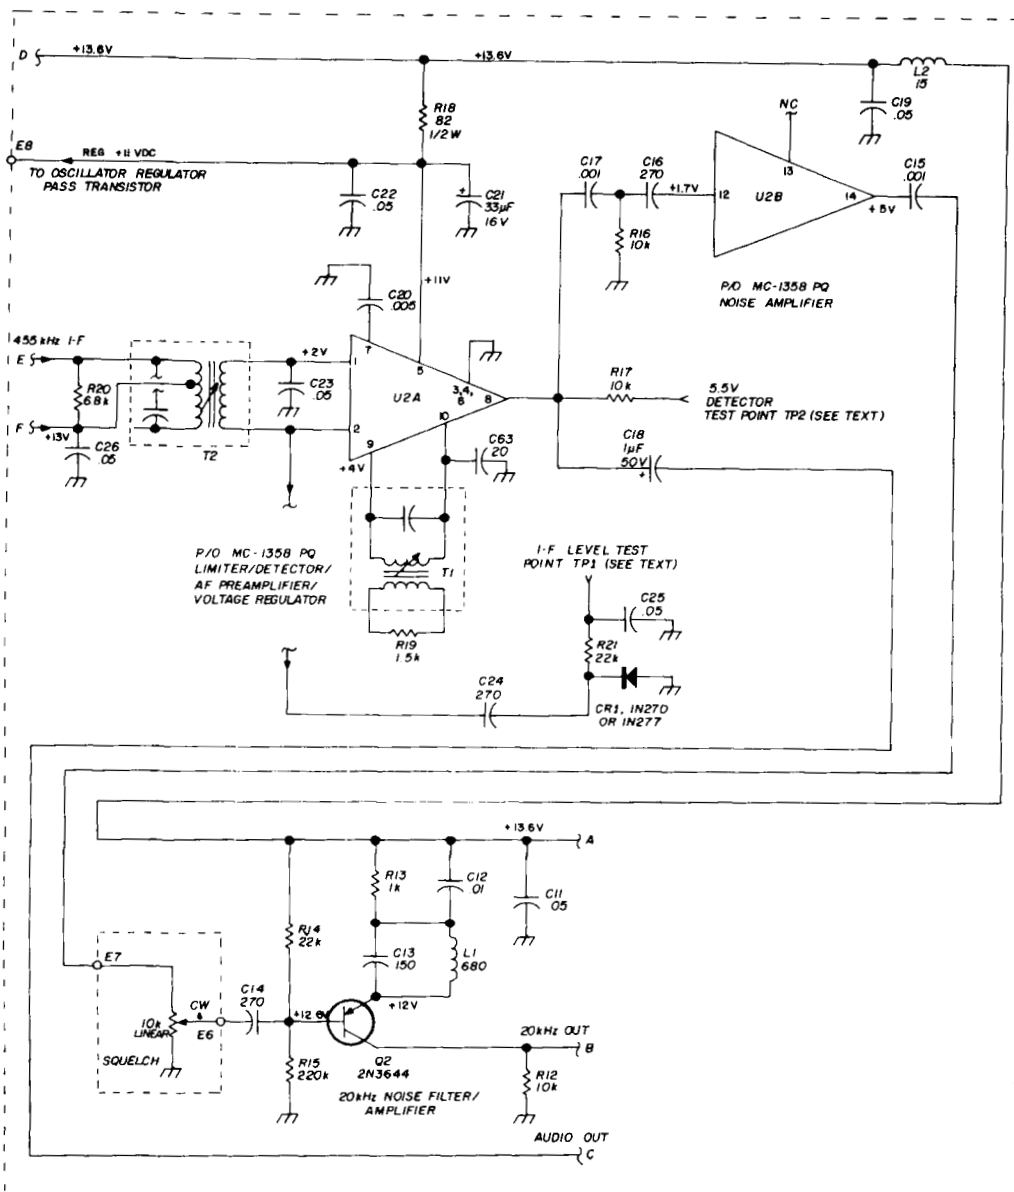 D
+13.6V
+13.6V
L2
15
R18
82
1/2W
C19
.05
NC
E8
REG +11 VDC
TO OSCILLATOR REGULATOR
PASS TRANSISTOR
C22
.05
C21
33µF
16V
+
C17
.001
C16
270
+1.7V
12
13
U2B
14
C15
.001
+5V
R16
10k
+11V
C20
.005
P/O MC-1358 PQ
NOISE AMPLIFIER
455kHz I-F
E
+2V
1
7
5
R20
6.8k
C23
.05
U2A
3,4,
6
8
10
R17
10k
5.5V
DETECTOR
TEST POINT TP2 (SEE TEXT)
F
+13V
C26
.05
T2
2
9
+4V
C63
20
C18
1µF
50V
+
P/O MC-1358 PQ
LIMITER/DETECTOR/
AF PREAMPLIFIER/
VOLTAGE REGULATOR
T1
R19
1.5k
I-F LEVEL TEST
POINT TP1 (SEE TEXT)
C25
.05
R21
22k
C24
270
CR1, IN270
OR IN277
+13.6V
A
R13
1k
C12
.01
C11
.05
R14
22k
C13
150
L1
680
E7
C14
270
+12V
CW
10k
LINEAR
E6
+12.6V
SQUELCH
R15
220k
Q2
2N3644
20kHz NOISE FILTER/
AMPLIFIER
20kHz OUT
B
R12
10k
AUDIO OUT
C